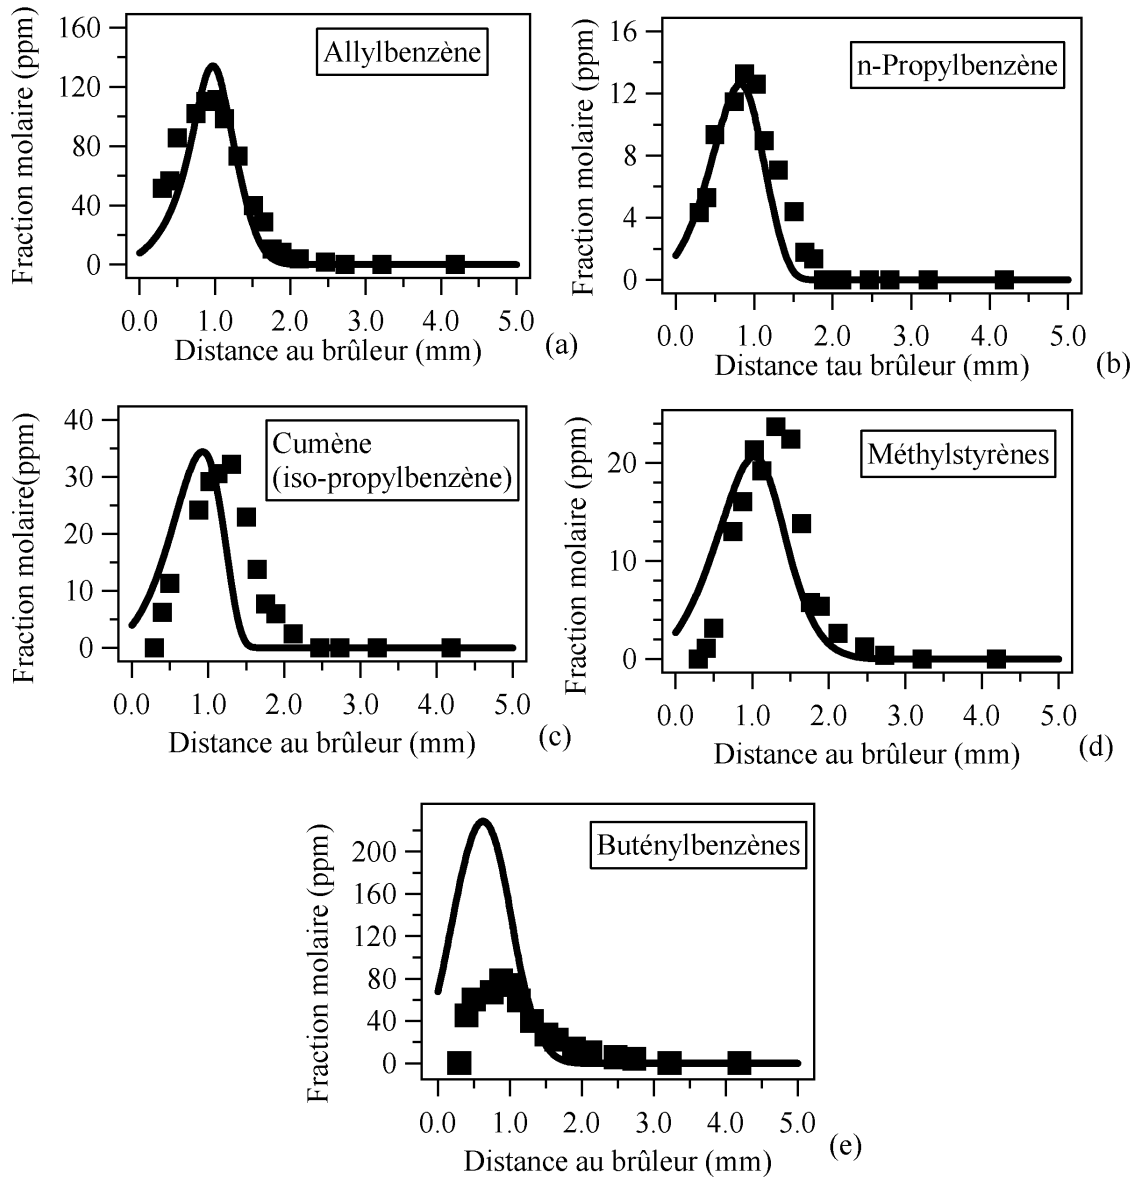 Fraction molaire (ppm)
160
120
80
40
0
Allylbenzène
0.0 1.0 2.0 3.0 4.0 5.0
Distance au brûleur (mm)
(a)
Fraction molaire (ppm)
16
12
8
4
0
n-Propylbenzène
0.0 1.0 2.0 3.0 4.0 5.0
Distance tau brûleur (mm)
(b)
Fraction molaire(ppm)
40
30
20
10
0
Cumène
(iso-propylbenzène)
0.0 1.0 2.0 3.0 4.0 5.0
Distance au brûleur (mm)
(c)
Fraction molaire (ppm)
20
10
0
Méthylstyrènes
0.0 1.0 2.0 3.0 4.0 5.0
Distance au brûleur (mm)
(d)
Fraction molaire (ppm)
200
160
120
80
40
0
Buténylbenzènes
0.0 1.0 2.0 3.0 4.0 5.0
Distance au brûleur (mm)
(e)